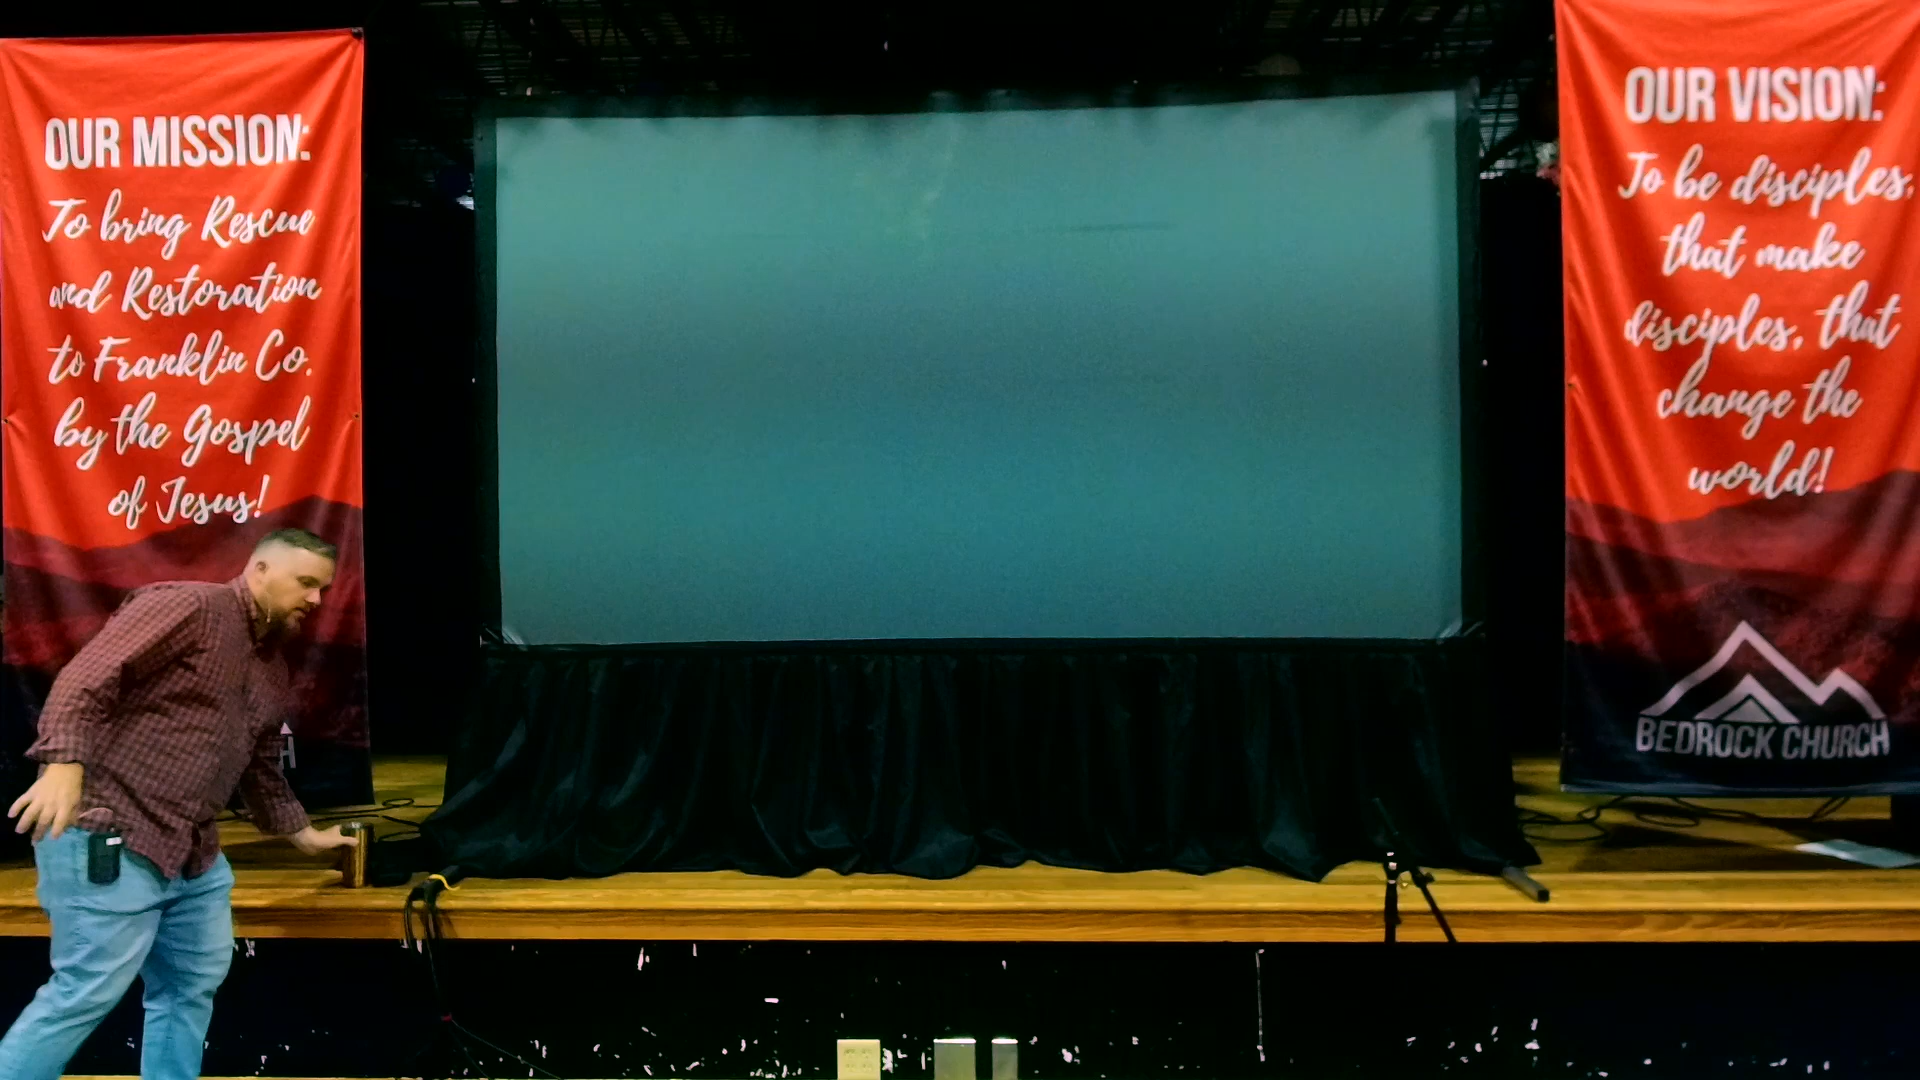 OUR MISSION:
To bring Rescue
and Restoration
to Franklin Co.
by the Gospel
of Jesus!
H
OUR VISION:
To be disciples,
that make
disciples, that
change the
world!
BEDROCK CHURCH